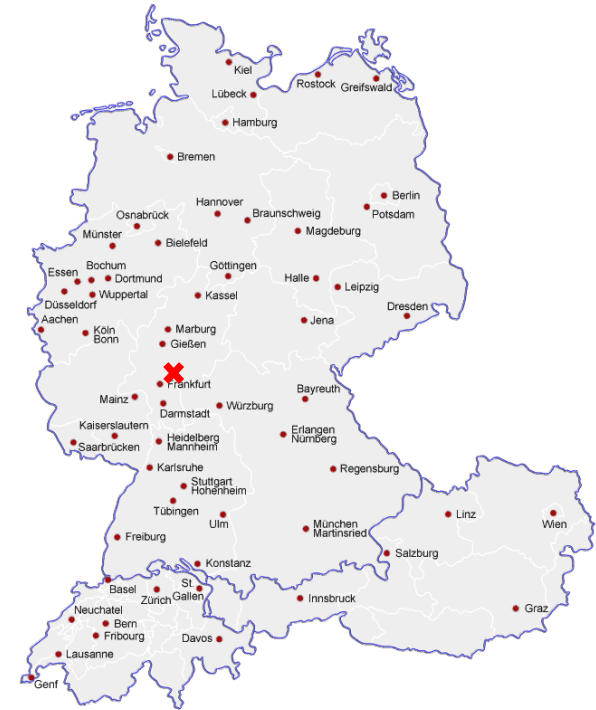 Kiel
Rostock
Greifswald
Lübeck
Hamburg
Bremen
Berlin
Potsdam
Hannover
Braunschweig
Osnabrück
Magdeburg
Münster
Bielefeld
Göttingen
Essen
Bochum
Dortmund
Halle
Leipzig
Wuppertal
Kassel
Düsseldorf
Dresden
Aachen
Köln
Bonn
Marburg
Jena
Gießen
Frankfurt
Bayreuth
Mainz
Darmstadt
Würzburg
Kaiserslautern
Erlangen
Nürnberg
Heidelberg
Mannheim
Saarbrücken
Karlsruhe
Regensburg
Stuttgart
Hohenheim
Tübingen
Ulm
Linz
Wien
München
Martinsried
Freiburg
Salzburg
Konstanz
Basel
Zürich
St.
Gallen
Innsbruck
Neuchatel
Graz
Bern
Fribourg
Davos
Lausanne
Genf